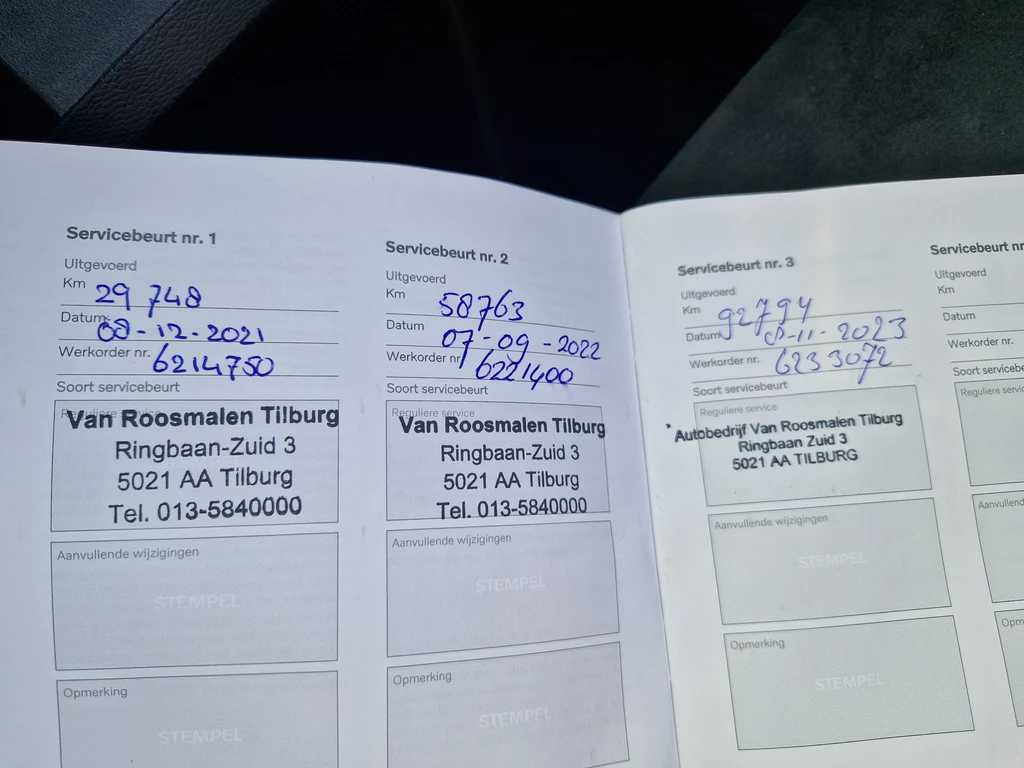 Servicebeurt nr. 1
Uitgevoerd
Km 29 748
Datum 08-12-2021
Werkorder nr. 6214750
Soort servicebeurt
Reguliere service
Van Roosmalen Tilburg
Ringbaan-Zuid 3
5021 AA Tilburg
Tel. 013-5840000
Aanvullende wijzigingen
STEMPEL
Opmerking
STEMPEL
Servicebeurt nr. 2
Uitgevoerd
Km 58763
Datum 07-09-2022
Werkorder nr 6221400
Soort servicebeurt
Reguliere service
Van Roosmalen Tilburg
Ringbaan-Zuid 3
5021 AA Tilburg
Tel. 013-5840000
Aanvullende wijzigingen
STEMPEL
Opmerking
STEMPEL
Servicebeurt nr. 3
Uitgevoerd
Km 92794
Datum -11-2023
Werkorder nr. 6233072
Soort servicebeurt
Reguliere service
Autobedrijf Van Roosmalen Tilburg
Ringbaan Zuid 3
5021 AA TILBURG
Aanvullende wijzigingen
STEMPEL
Opmerking
STEMPEL
Servicebeurt nr
Uitgevoerd
Km
Datum
Werkorder nr.
Soort servicebe
Reguliere service
Aanvullend
Opm